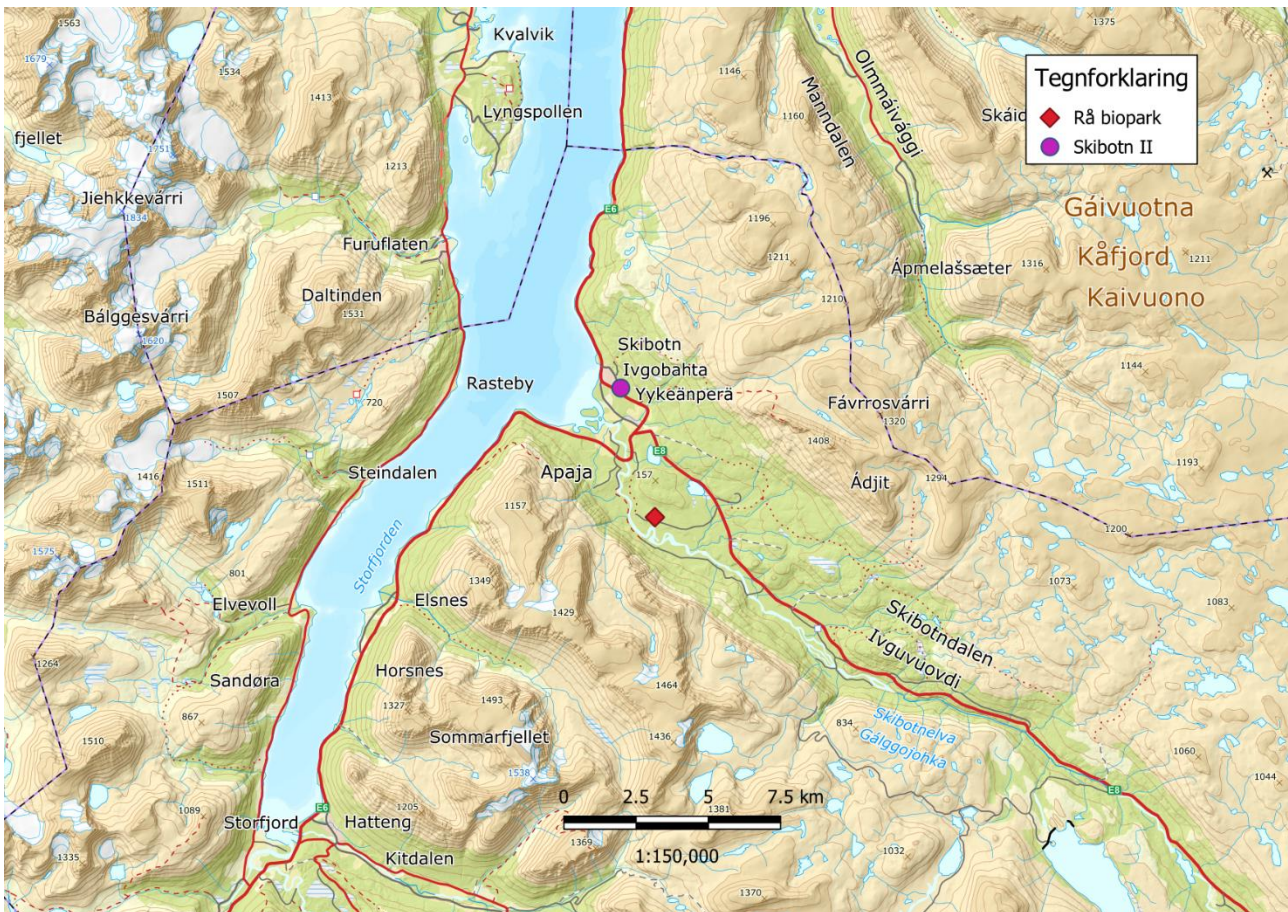 1563
1679
1534
Kvalvik
1413
Lyngspollen
fjellet
1751
1213
Jiehkkevárri
1834
Furuflaten
Daltinden
1531
Bálggesvárri
1620
1507
720
Rasteby
1416
1511
Steindalen
1575
801
Storfjorden
Elvevoll
1264
Sandøra
867
1510
1089
Storfjord
1335
E6
Hatteng
Kitdalen
1205
1369
Sommarfjellet
1538
1493
1327
Horsnes
Elsnes
1349
1429
1464
1436
1157
Apaja
157
E8
Skibotn
Ivgobahta
Yykeänperä
E6
1146
1160
Manndalen
Olmmáivággi
1375
Skáid
Tegnforklaring
Rå biopark
Skibotn II
Gáivuotna
Kåfjord
Kaivuono
1211
1196
1211
1210
Ápmelašsæter
1316
1144
Fávrrosvárri
1320
1408
Ádjit
1294
1193
1200
1073
1083
Skibotndalen
Ivguvuovdi
834
Skibotnelva
Gálggojohka
1060
1044
E8
1032
1370
1381
0 2.5 5 7.5 km
1:150,000